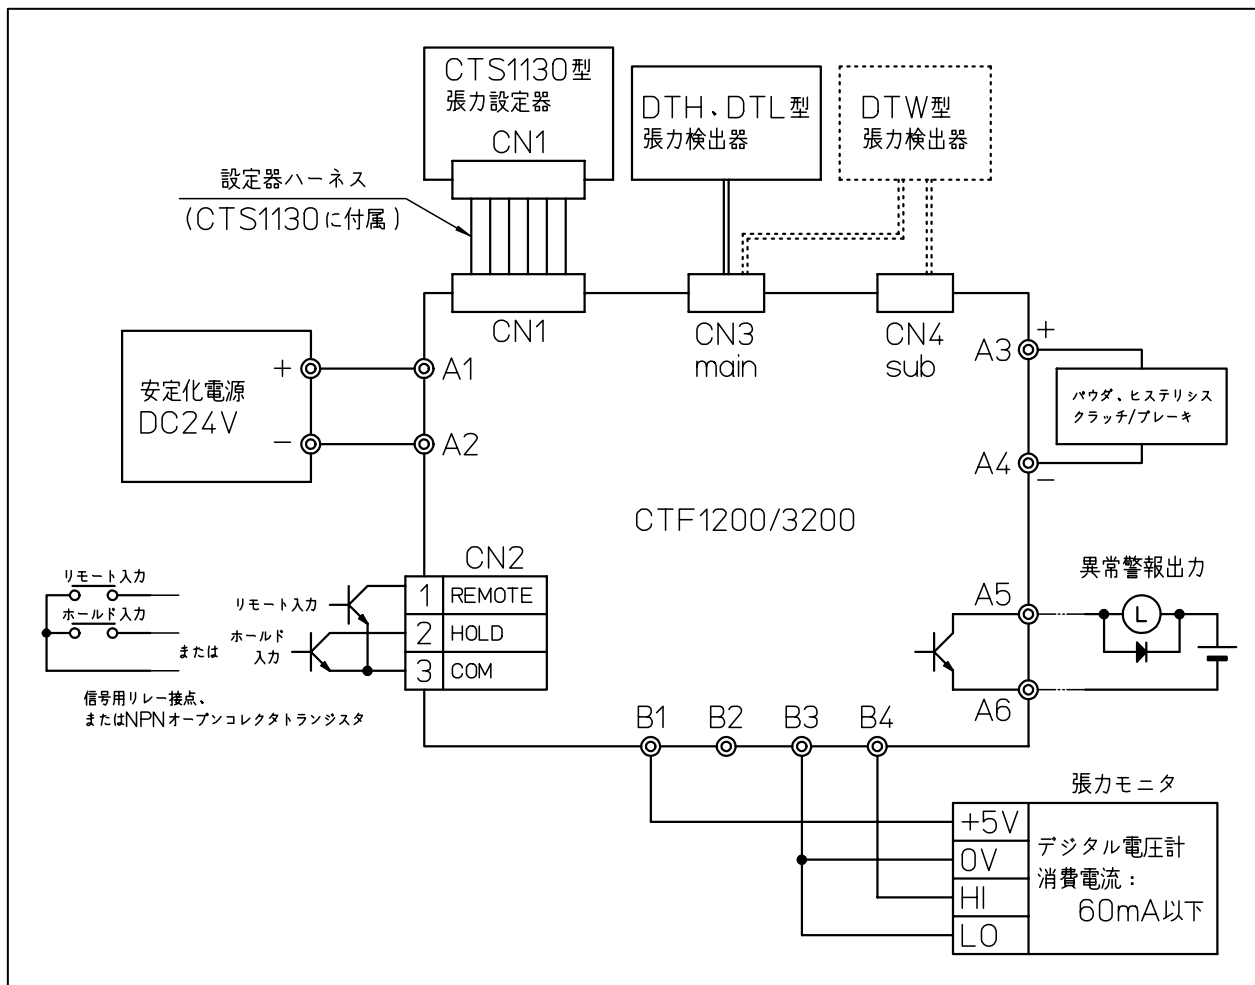 CTS1130型
張力設定器
CN1
DTH、DTL型
張力検出器
DTW型
張力検出器
設定器ハーネス
(CTS1130に付属)
CN1
CN3
main
CN4
sub
安定化電源
DC24V
+
−
A1
A2
A3
+
A4
−
パウダ、ヒステリシス
クラッチ/ブレーキ
CTF1200/3200
CN2
1 REMOTE
2 HOLD
3 COM
リモート入力
ホールド入力
または
リモート入力
ホールド
入力
信号用リレー接点、
またはNPNオープンコレクタトランジスタ
異常警報出力
A5
L
A6
B1
B2
B3
B4
張力モニタ
+5V
0V
HI
LO
デジタル電圧計
消費電流：
60mA以下